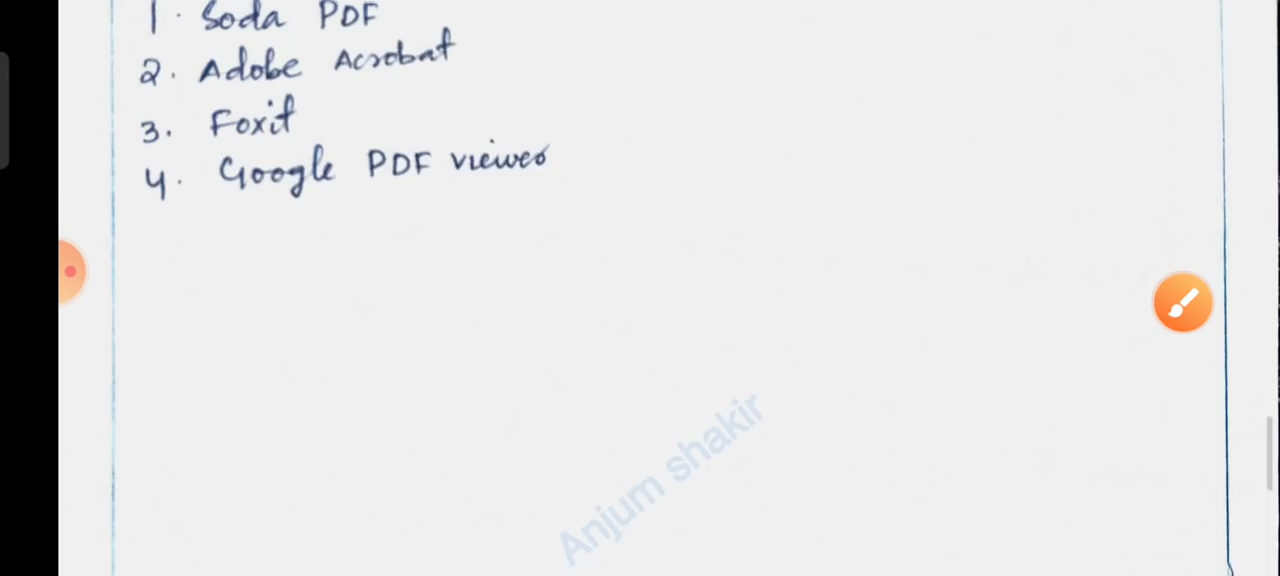 1. Soda PDF
2. Adobe Acrobat
3. Foxit
4. Google PDF viewer
Anjum shakir